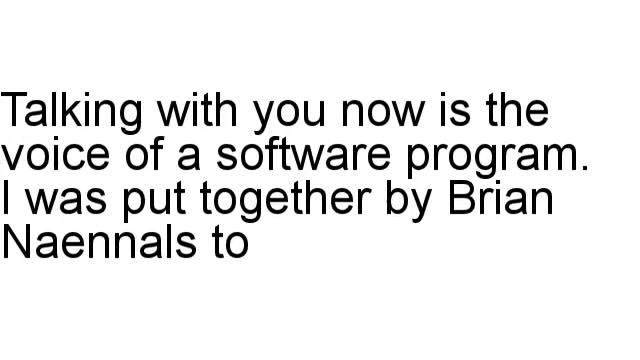 Talking with you now is the
voice of a software program.
I was put together by Brian
Naennals to